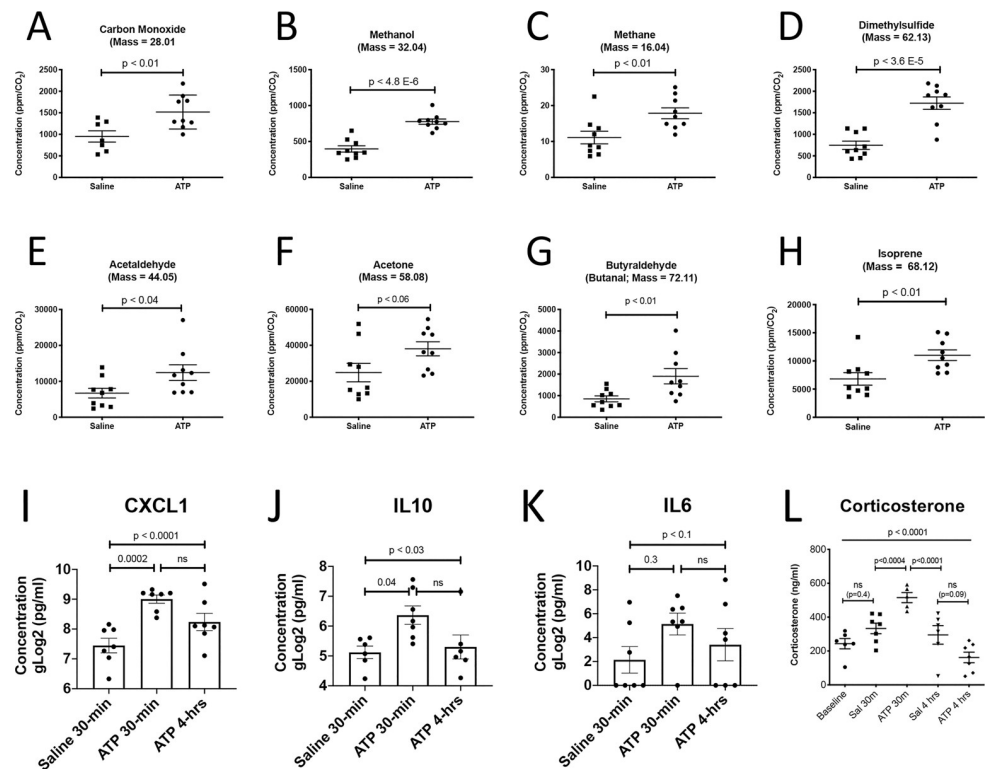 A
Carbon Monoxide
(Mass = 28.01
p < 0.01
Concentration (ppm/CO2)
2500
2000
1500
1000
500
0
Saline
ATP
B
Methanol
(Mass = 32.04)
p < 4.8 E-6
Concentration (ppm/CO2)
1500
1000
500
0
Saline
ATP
C
Methane
(Mass = 16.04)
p < 0.01
Concentration (ppm/CO2)
30
20
10
0
Saline
ATP
D
Dimethylsulfide
(Mass = 62.13)
p < 3.6 E-5
Concentration (ppm/CO2)
2500
2000
1500
1000
500
0
Saline
ATP
E
Acetaldehyde
(Mass = 44.05)
p < 0.04
Concentration (ppm/CO2)
30000
20000
10000
0
Saline
ATP
F
Acetone
(Mass = 58.08)
p < 0.06
Concentration (ppm/CO2)
60000
40000
20000
0
Saline
ATP
G
Butyraldehyde
(Butanal; Mass = 72.11)
p < 0.01
Concentration (ppm/CO2)
5000
4000
3000
2000
1000
0
Saline
ATP
H
Isoprene
(Mass = 68.12)
p < 0.01
Concentration (ppm/CO2)
20000
15000
10000
5000
0
Saline
ATP
I
CXCL1
p < 0.0001
0.0002
ns
Concentration
gLog2 (pg/ml)
10
9
8
7
6
Saline 30-min
ATP 30-min
ATP 4-hrs
J
IL10
p < 0.03
0.04
ns
Concentration
gLog2 (pg/ml)
10
8
6
5
4
Saline 30-min
ATP 30-min
ATP 4-hrs
K
IL6
p < 0.1
0.3
ns
Concentration
gLog2 (pg/ml)
10
8
6
4
2
0
Saline 30-min
ATP 30-min
ATP 4-hrs
L
Corticosterone
p < 0.0001
p<0.0004
p<0.0001
ns
(p=0.4)
ns
(p=0.09)
Corticosterone (ng/ml)
800
600
400
200
0
Baseline
Sal 30m
ATP 30m
Sal 4 hrs
ATP 4 hrs